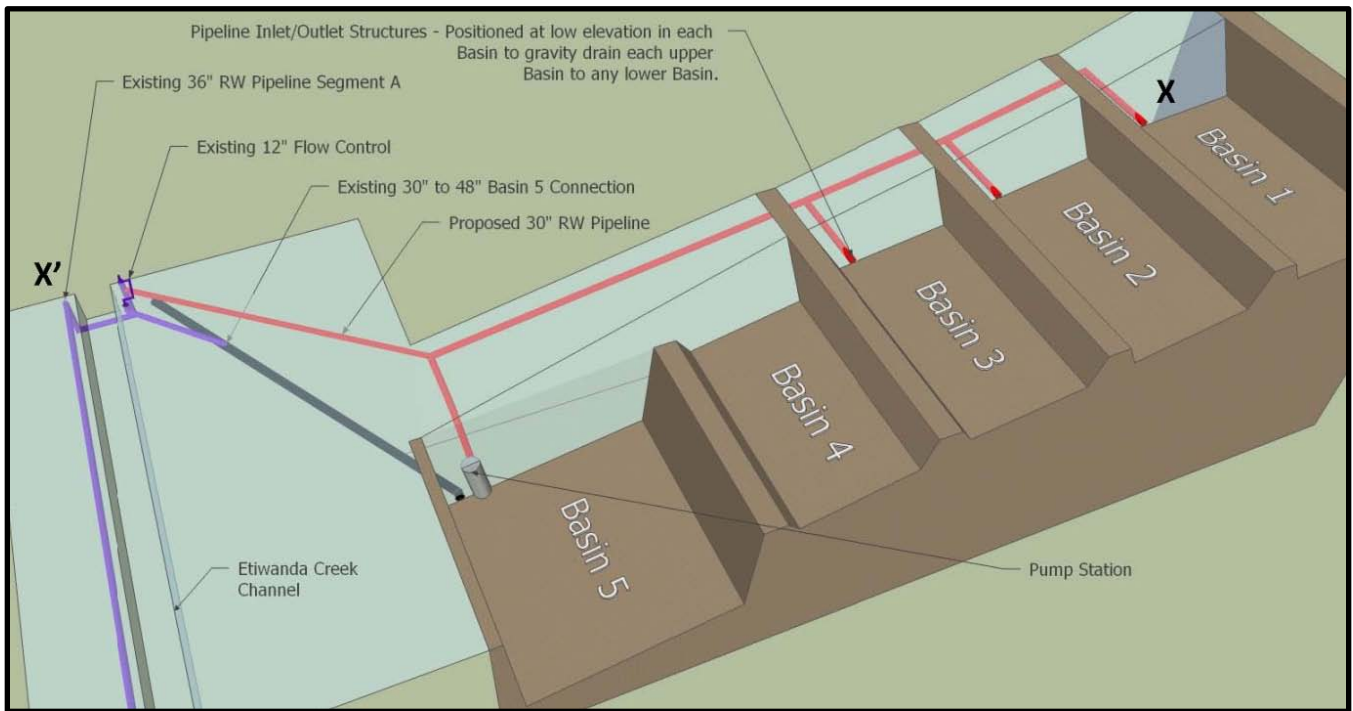 Pipeline Inlet/Outlet Structures - Positioned at low elevation in each
Basin to gravity drain each upper
Basin to any lower Basin.
Existing 36" RW Pipeline Segment A
X
Existing 12" Flow Control
Basin 1
Existing 30" to 48" Basin 5 Connection
Proposed 30" RW Pipeline
Basin 2
X’
Basin 3
Basin 4
Basin 5
Etiwanda Creek
Channel
Pump Station